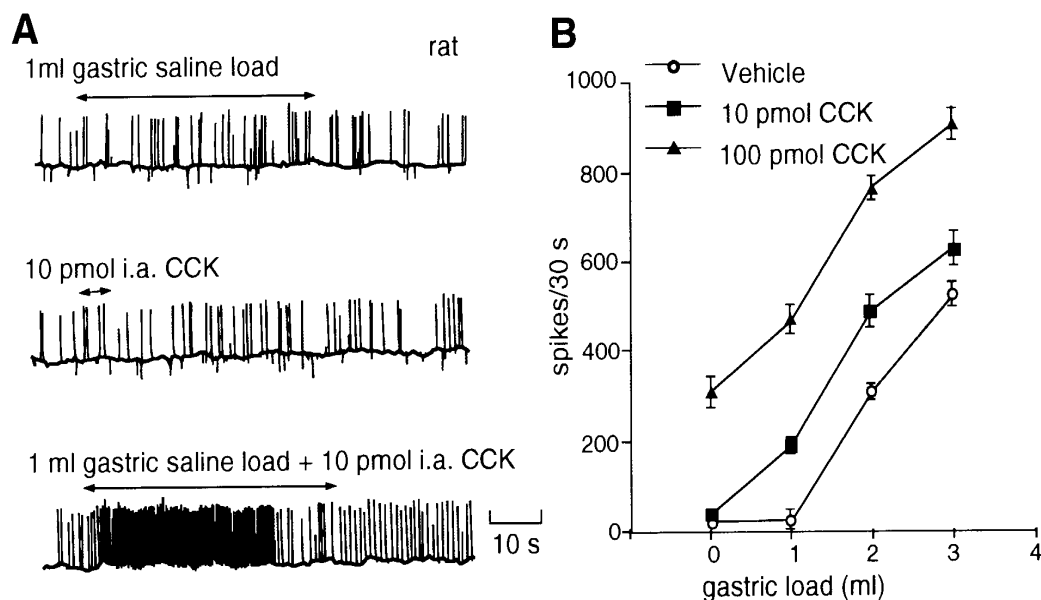 A
rat
1ml gastric saline load
10 pmol i.a. CCK
1 ml gastric saline load + 10 pmol i.a. CCK
10 s
B
Vehicle
10 pmol CCK
100 pmol CCK
spikes/30 s
1000
800
600
400
200
0
0 1 2 3 4
gastric load (ml)